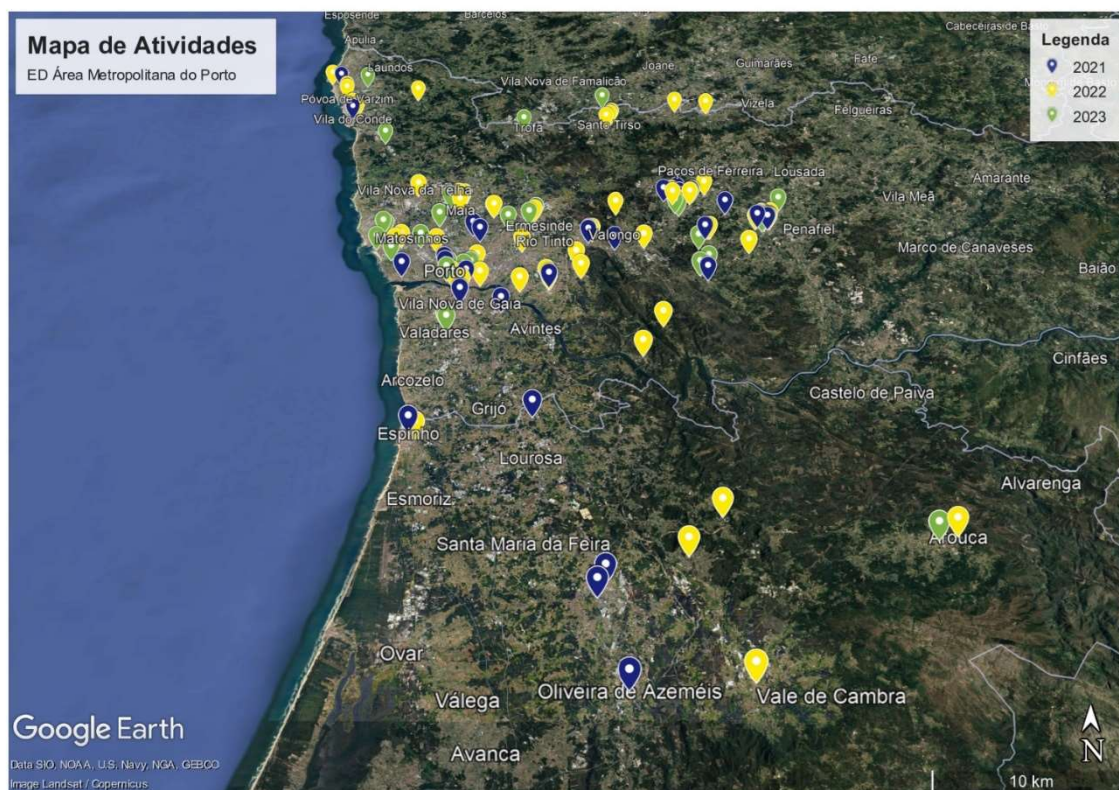 Mapa de Atividades
ED Área Metropolitana do Porto
Legenda
2021
2022
2023
Esposende
Barcelos
Cabeceiras de Basto
Apulia
Laundos
Póvoa de Varzim
Vila do Conde
Vila Nova de Famalicão
Joane
Guimarães
Fafe
Trofa
Santo Tirso
Vizela
Felgueiras
Vila Nova da Telha
Maia
Paços de Ferreira
Lousada
Amarante
Vila Meã
Matosinhos
Ermesinde
Rio Tinto
Valongo
Penafiel
Marco de Canaveses
Baião
Porto
Vila Nova de Gaia
Valadares
Avintes
Cinfães
Arcozelo
Grijó
Castelo de Paiva
Espinho
Lourosa
Esmoriz
Alvarenga
Santa Maria da Feira
Arouca
Ovar
Válega
Oliveira de Azeméis
Vale de Cambra
Avanca
Google Earth
Data SIO, NOAA, U.S. Navy, NGA, GEBCO
Image Landsat / Copernicus
N
10 km